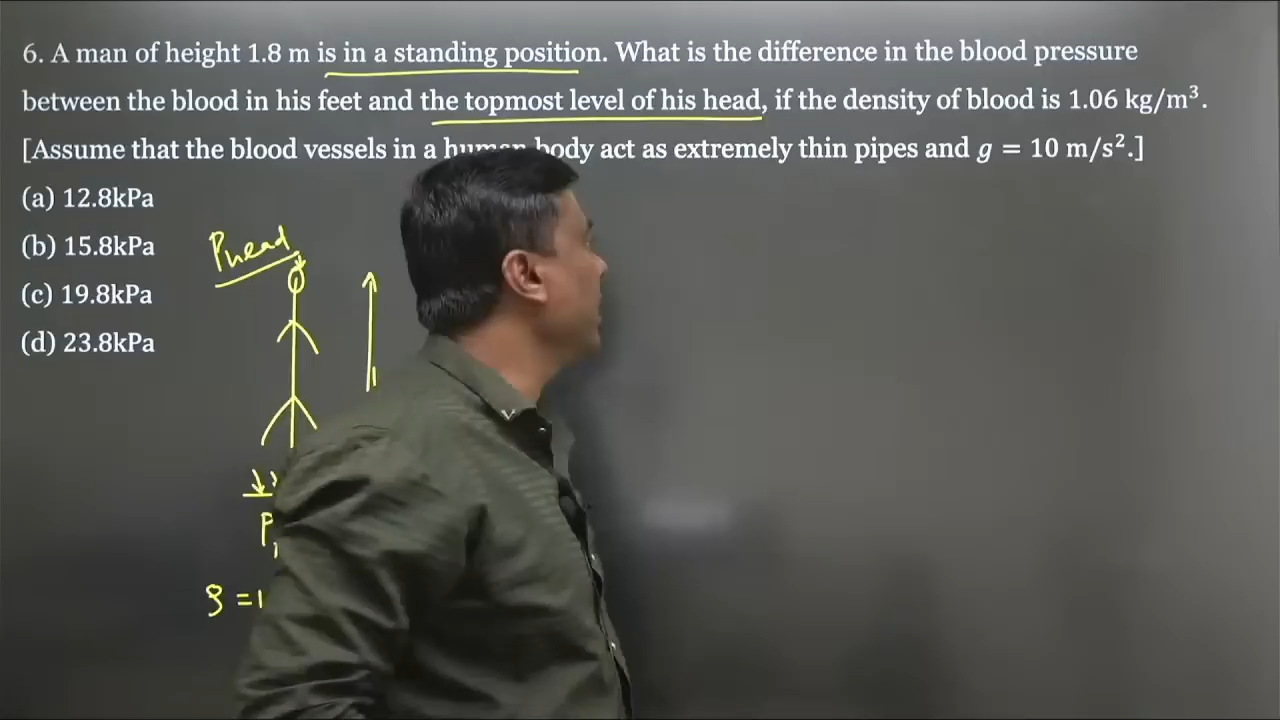 6. A man of height 1.8 m is in a standing position. What is the difference in the blood pressure
between the blood in his feet and the topmost level of his head, if the density of blood is 1.06 kg/m³.
[Assume that the blood vessels in a human body act as extremely thin pipes and g = 10 m/s².]
(a) 12.8kPa
(b) 15.8kPa
(c) 19.8kPa
(d) 23.8kPa
Phead
P
ρ = 1